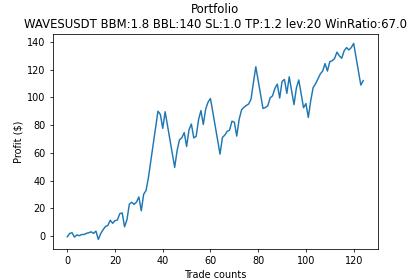 Portfolio
WAVESUSDT BBM:1.8 BBL:140 SL:1.0 TP:1.2 lev:20 WinRatio:67.0
140
120
100
80
60
40
20
0
Profit ($)
0 20 40 60 80 100 120
Trade counts